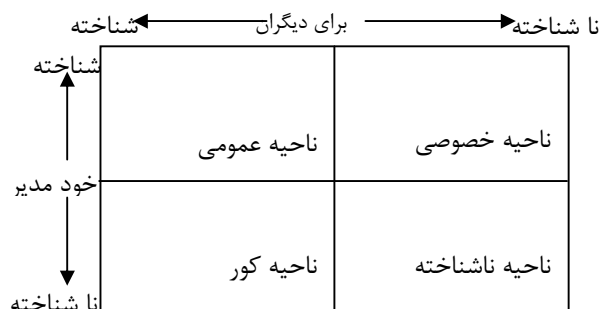 نا شناخته برای دیگران شناخته
شناخته
ناحیه خصوصی ناحیه عمومی
خود مدیر
ناحیه ناشناخته ناحیه کور
نا شناخته